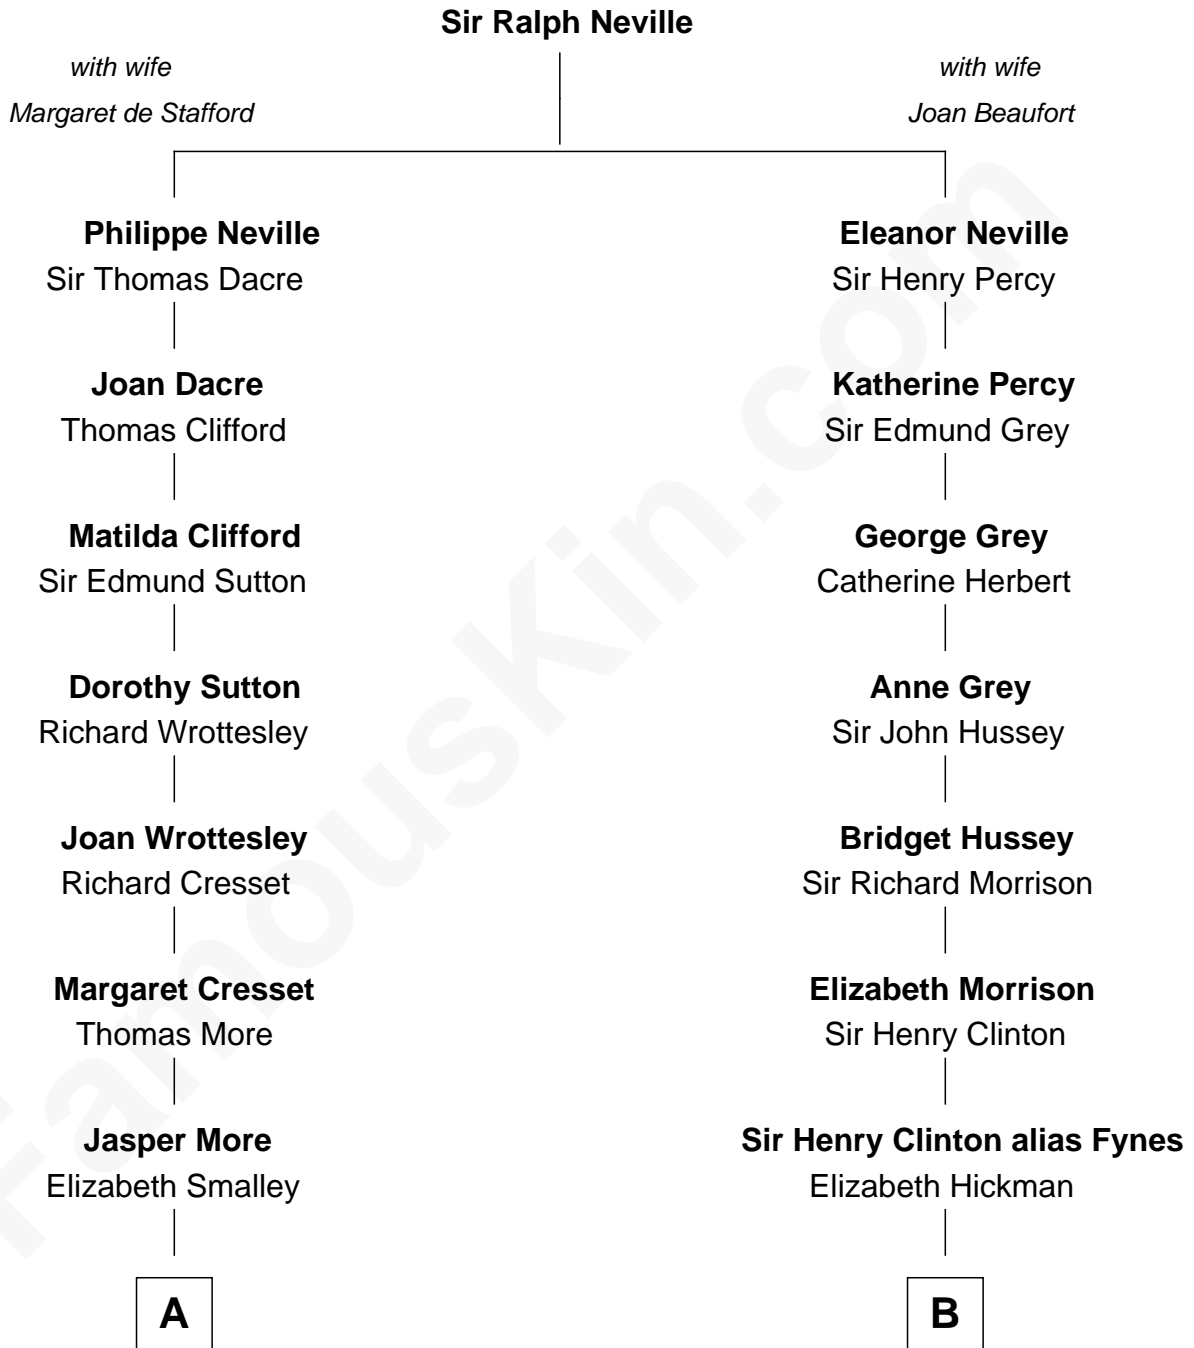 Sir Ralph Neville
with wife
Margaret de Stafford
with wife
Joan Beaufort
Philippe Neville
Sir Thomas Dacre
Eleanor Neville
Sir Henry Percy
Joan Dacre
Thomas Clifford
Katherine Percy
Sir Edmund Grey
Matilda Clifford
Sir Edmund Sutton
George Grey
Catherine Herbert
Dorothy Sutton
Richard Wrottesley
Anne Grey
Sir John Hussey
Joan Wrottesley
Richard Cresset
Bridget Hussey
Sir Richard Morrison
Margaret Cresset
Thomas More
Elizabeth Morrison
Sir Henry Clinton
Jasper More
Elizabeth Smalley
Sir Henry Clinton alias Fynes
Elizabeth Hickman
A
B
FamousKin.com